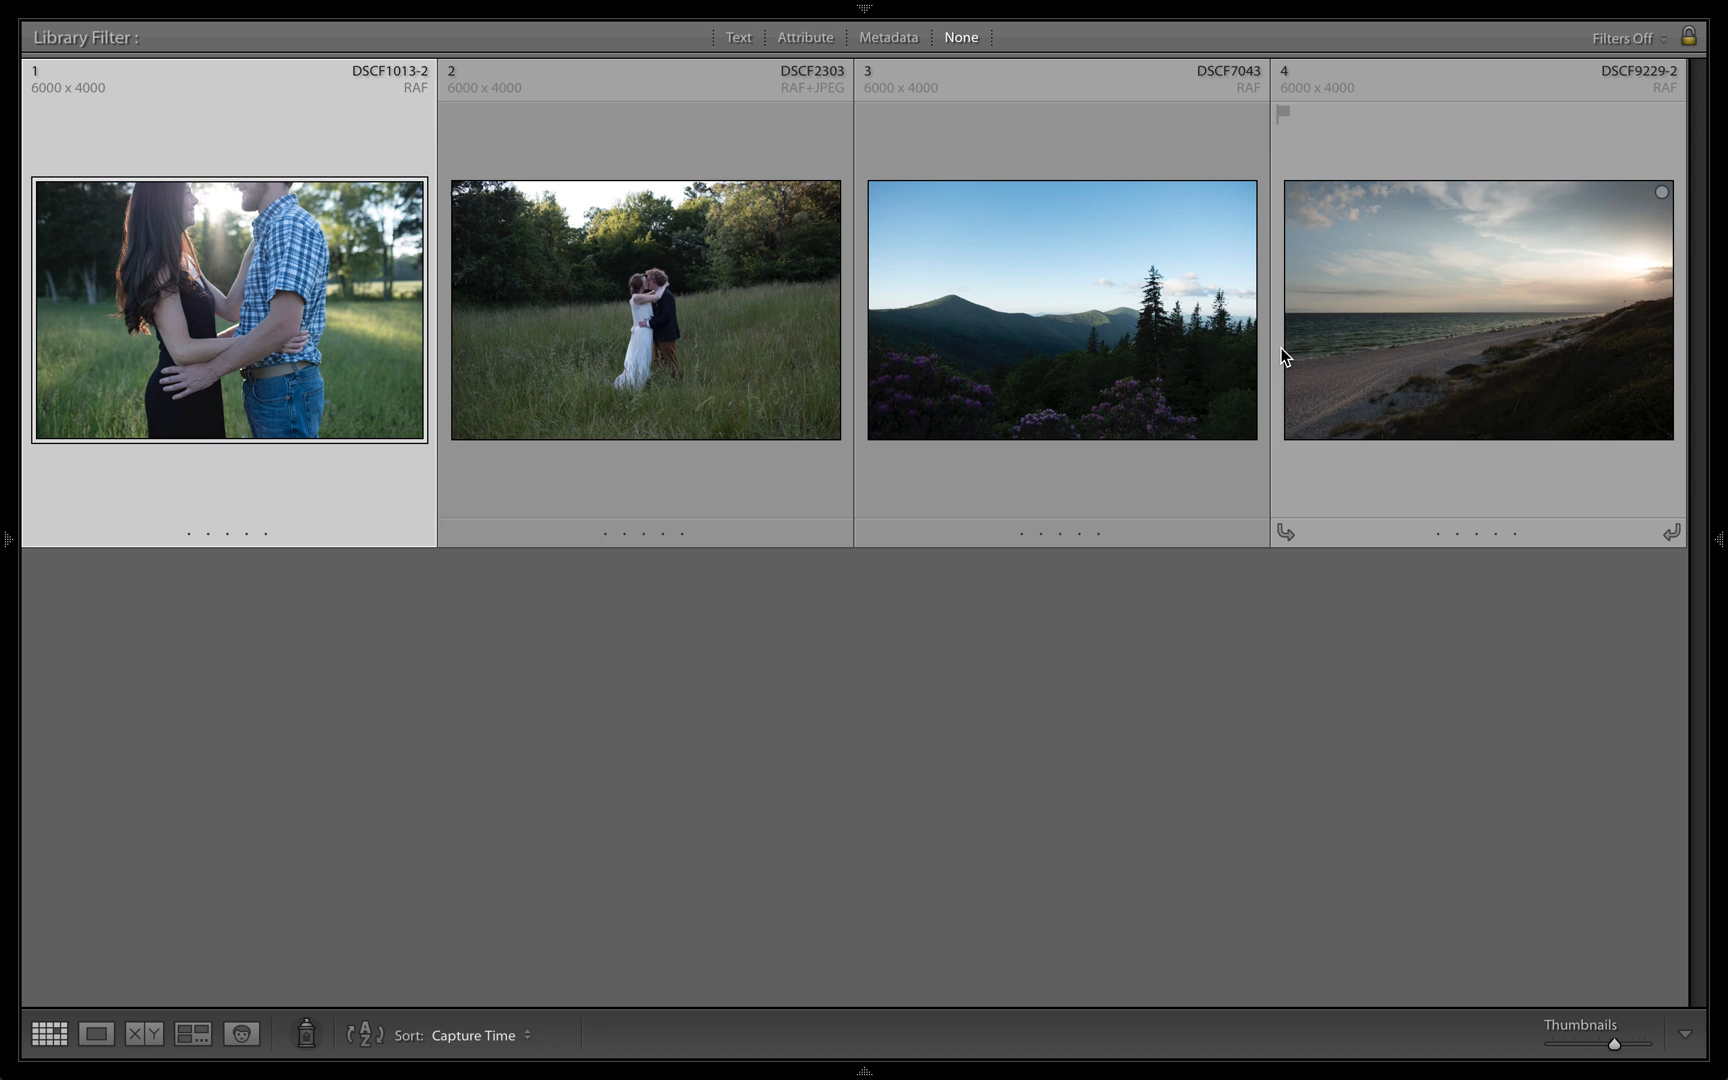 Library Filter : Text Attribute Metadata None Filters Off
1 DSCF1013-2
6000 x 4000 RAF
2 DSCF2303
6000 x 4000 RAF+JPEG
3 DSCF7043
6000 x 4000 RAF
4 DSCF9229-2
6000 x 4000 RAF
X Y
A
Z
Sort: Capture Time
Thumbnails